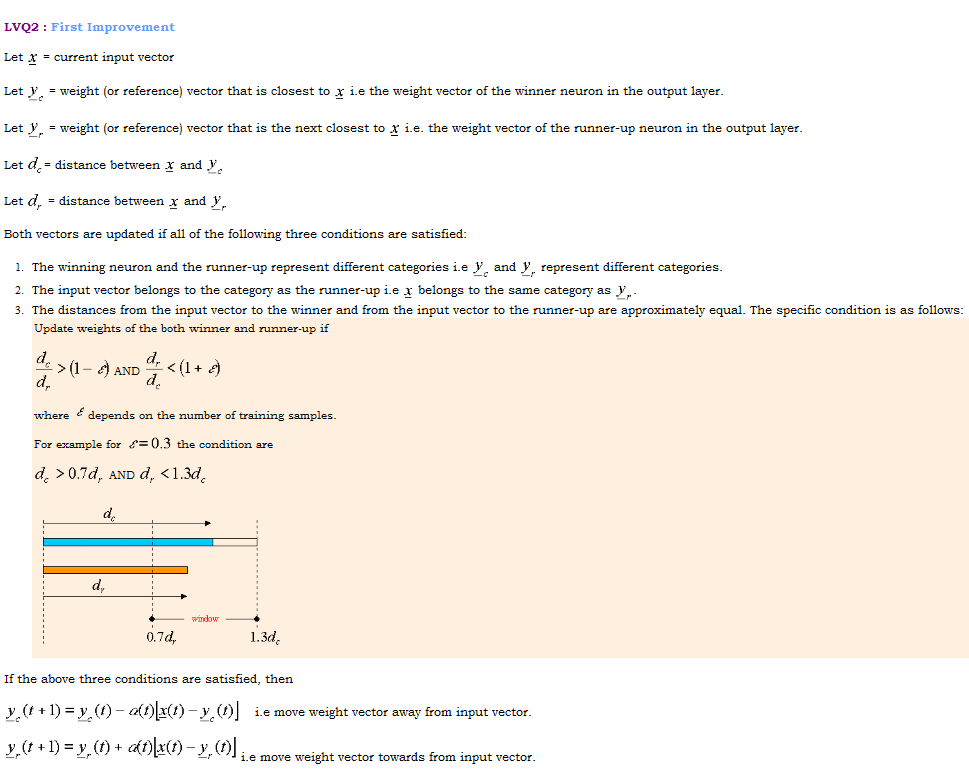 LVQ2 : First Improvement
Let x = current input vector
Let y_c = weight (or reference) vector that is closest to x i.e the weight vector of the winner neuron in the output layer.
Let y_r = weight (or reference) vector that is the next closest to x i.e. the weight vector of the runner-up neuron in the output layer.
Let d_c = distance between x and y_c
Let d_r = distance between x and y_r
Both vectors are updated if all of the following three conditions are satisfied:
1. The winning neuron and the runner-up represent different categories i.e y_c and y_r represent different categories.
2. The input vector belongs to the category as the runner-up i.e x belongs to the same category as y_r.
3. The distances from the input vector to the winner and from the input vector to the runner-up are approximately equal. The specific condition is as follows:
Update weights of the both winner and runner-up if
d_c/d_r > (1 − ε) AND d_r/d_c < (1 + ε)
where ε depends on the number of training samples.
For example for ε = 0.3 the condition are
d_c > 0.7d_r AND d_r < 1.3d_c
d_c
d_r
window
0.7d_r 1.3d_c
If the above three conditions are satisfied, then
y_c(t + 1) = y_c(t) − α(t)[x(t) − y_c(t)] i.e move weight vector away from input vector.
y_r(t + 1) = y_r(t) + α(t)[x(t) − y_r(t)] i.e move weight vector towards from input vector.